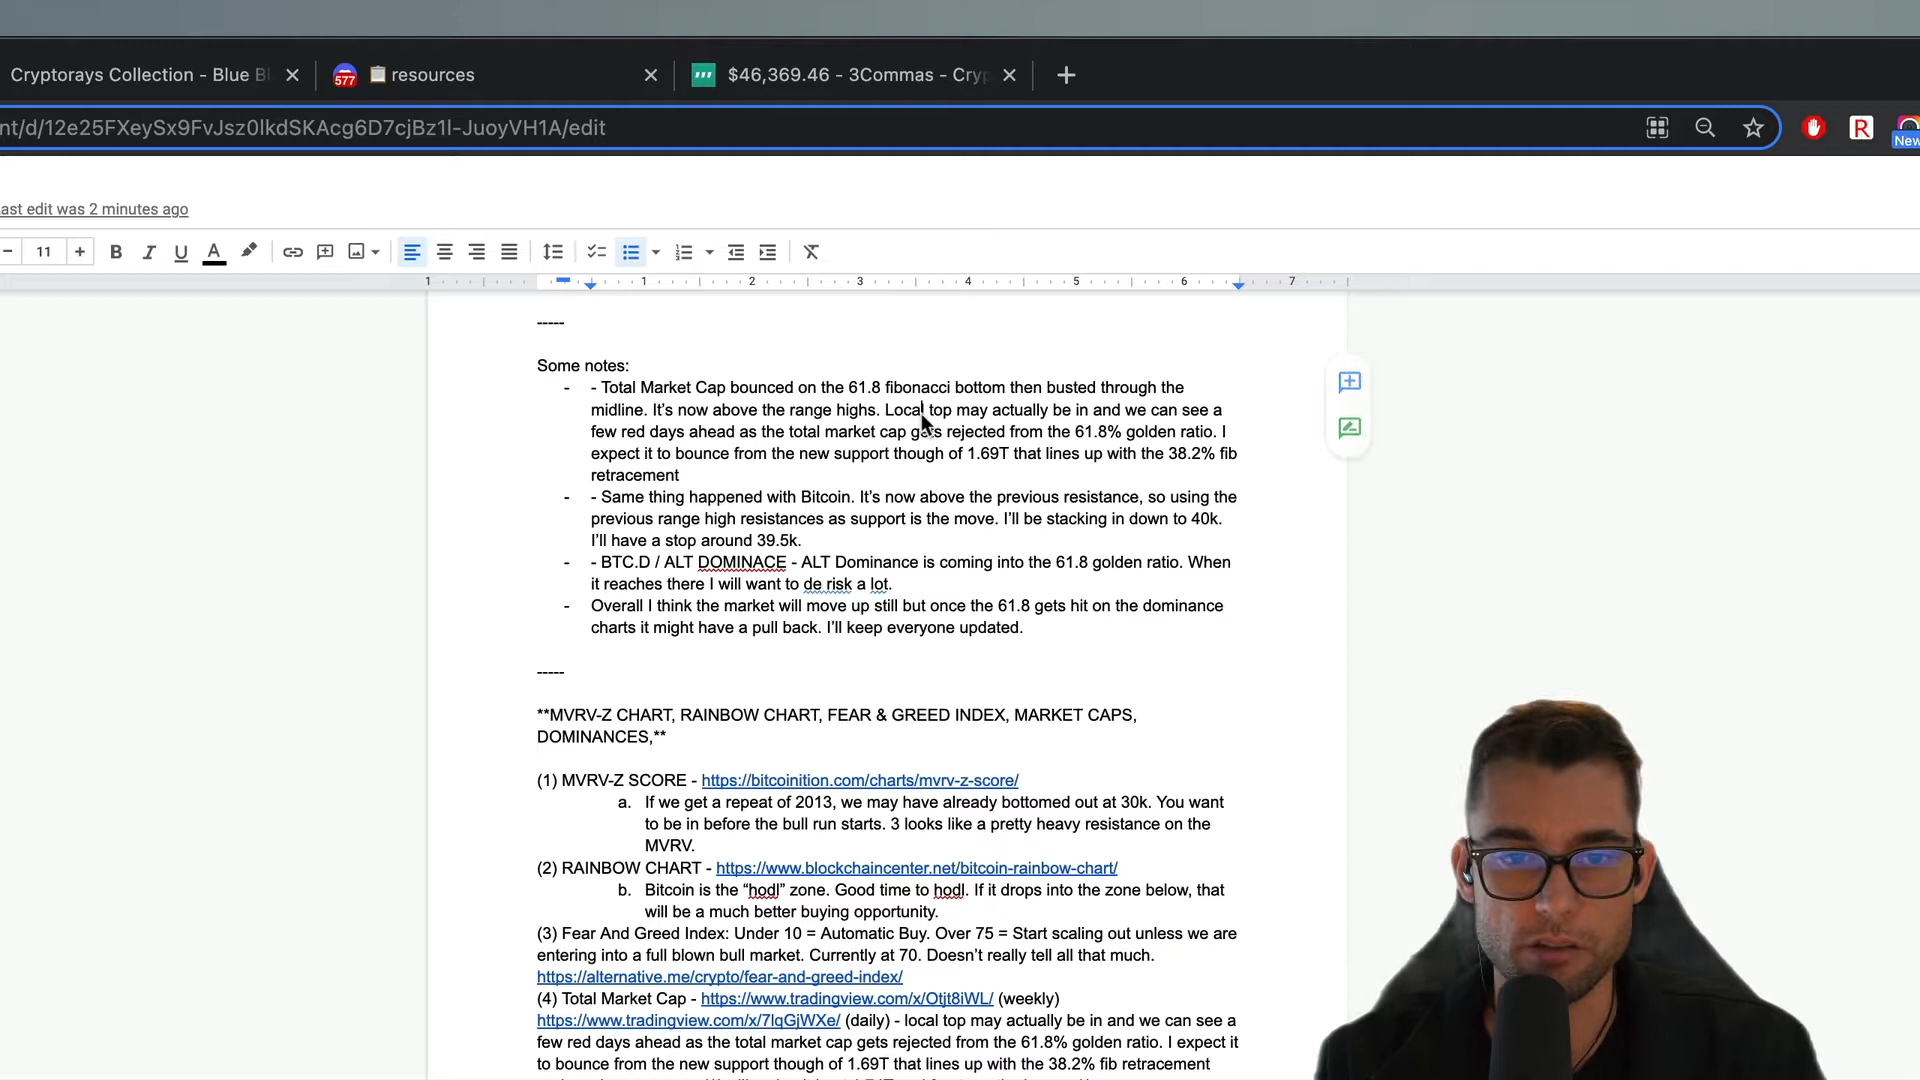 Cryptorays Collection - Blue Bl
577 resources
$46,369.46 - 3Commas - Cry
nt/d/12e25FXeySx9FvJsz0IkdSKAcg6D7cjBz1l-JuoyVH1A/edit
R
New
Last edit was 2 minutes ago
11
B I U A
1 1 2 3 4 5 6 7
-----
Some notes:
- - Total Market Cap bounced on the 61.8 fibonacci bottom then busted through the
midline. It’s now above the range highs. Local top may actually be in and we can see a
few red days ahead as the total market cap gets rejected from the 61.8% golden ratio. I
expect it to bounce from the new support though of 1.69T that lines up with the 38.2% fib
retracement
- - Same thing happened with Bitcoin. It’s now above the previous resistance, so using the
previous range high resistances as support is the move. I’ll be stacking in down to 40k.
I’ll have a stop around 39.5k.
- - BTC.D / ALT DOMINACE - ALT Dominance is coming into the 61.8 golden ratio. When
it reaches there I will want to de risk a lot.
- Overall I think the market will move up still but once the 61.8 gets hit on the dominance
charts it might have a pull back. I’ll keep everyone updated.
-----
**MVRV-Z CHART, RAINBOW CHART, FEAR & GREED INDEX, MARKET CAPS,
DOMINANCES,**
(1) MVRV-Z SCORE - https://bitcoinition.com/charts/mvrv-z-score/
a. If we get a repeat of 2013, we may have already bottomed out at 30k. You want
to be in before the bull run starts. 3 looks like a pretty heavy resistance on the
MVRV.
(2) RAINBOW CHART - https://www.blockchaincenter.net/bitcoin-rainbow-chart/
b. Bitcoin is the “hodl” zone. Good time to hodl. If it drops into the zone below, that
will be a much better buying opportunity.
(3) Fear And Greed Index: Under 10 = Automatic Buy. Over 75 = Start scaling out unless we are
entering into a full blown bull market. Currently at 70. Doesn’t really tell all that much.
https://alternative.me/crypto/fear-and-greed-index/
(4) Total Market Cap - https://www.tradingview.com/x/Otjt8iWL/ (weekly)
https://www.tradingview.com/x/7lqGjWXe/ (daily) - local top may actually be in and we can see a
few red days ahead as the total market cap gets rejected from the 61.8% golden ratio. I expect it
to bounce from the new support though of 1.69T that lines up with the 38.2% fib retracement